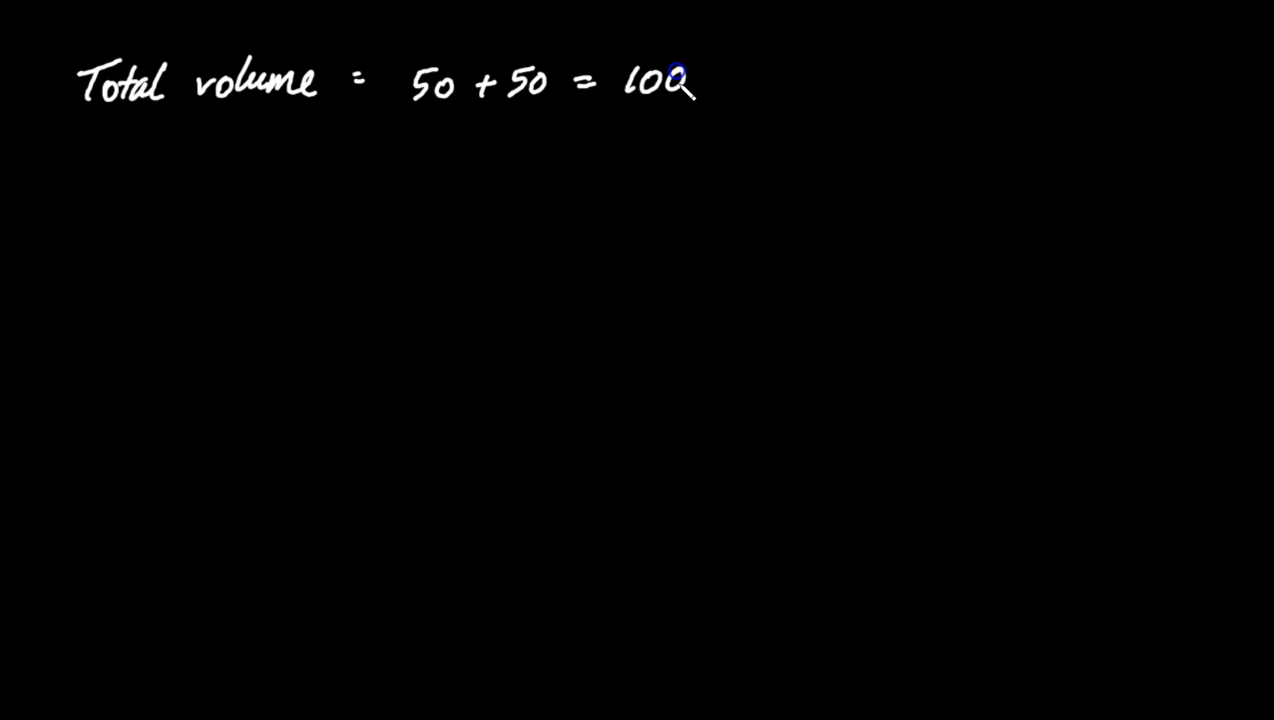 Total volume = 50 + 50 = 100